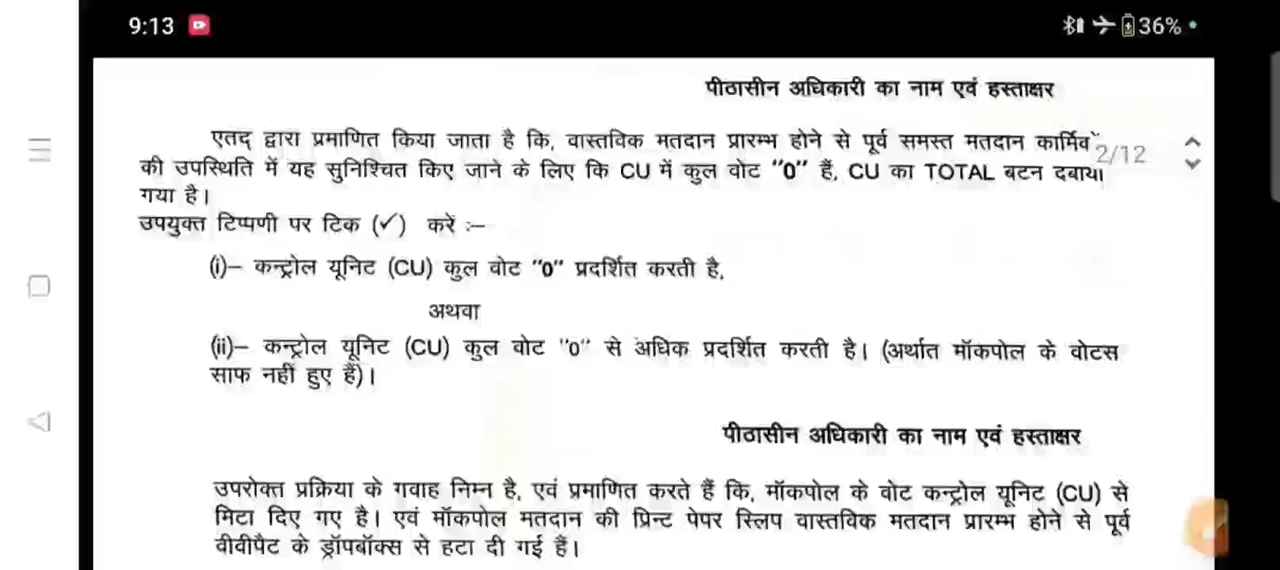 9:13
36%
पीठासीन अधिकारी का नाम एवं हस्ताक्षर
एतद् द्वारा प्रमाणित किया जाता है कि, वास्तविक मतदान प्रारम्भ होने से पूर्व समस्त मतदान कार्मिकों
2/12
की उपस्थिति में यह सुनिश्चित किए जाने के लिए कि CU में कुल वोट "0" हैं, CU का TOTAL बटन दबाया
गया है।
उपयुक्त टिप्पणी पर टिक (✓) करें :–
(i)– कन्ट्रोल यूनिट (CU) कुल वोट "0" प्रदर्शित करती है,
अथवा
(ii)– कन्ट्रोल यूनिट (CU) कुल वोट "0" से अधिक प्रदर्शित करती है। (अर्थात मॉकपोल के वोटस
साफ नहीं हुए हैं)।
पीठासीन अधिकारी का नाम एवं हस्ताक्षर
उपरोक्त प्रक्रिया के गवाह निम्न है, एवं प्रमाणित करते हैं कि, मॉकपोल के वोट कन्ट्रोल यूनिट (CU) से
मिटा दिए गए है। एवं मॉकपोल मतदान की प्रिन्ट पेपर स्लिप वास्तविक मतदान प्रारम्भ होने से पूर्व
वीवीपैट के ड्रॉपबॉक्स से हटा दी गई हैं।